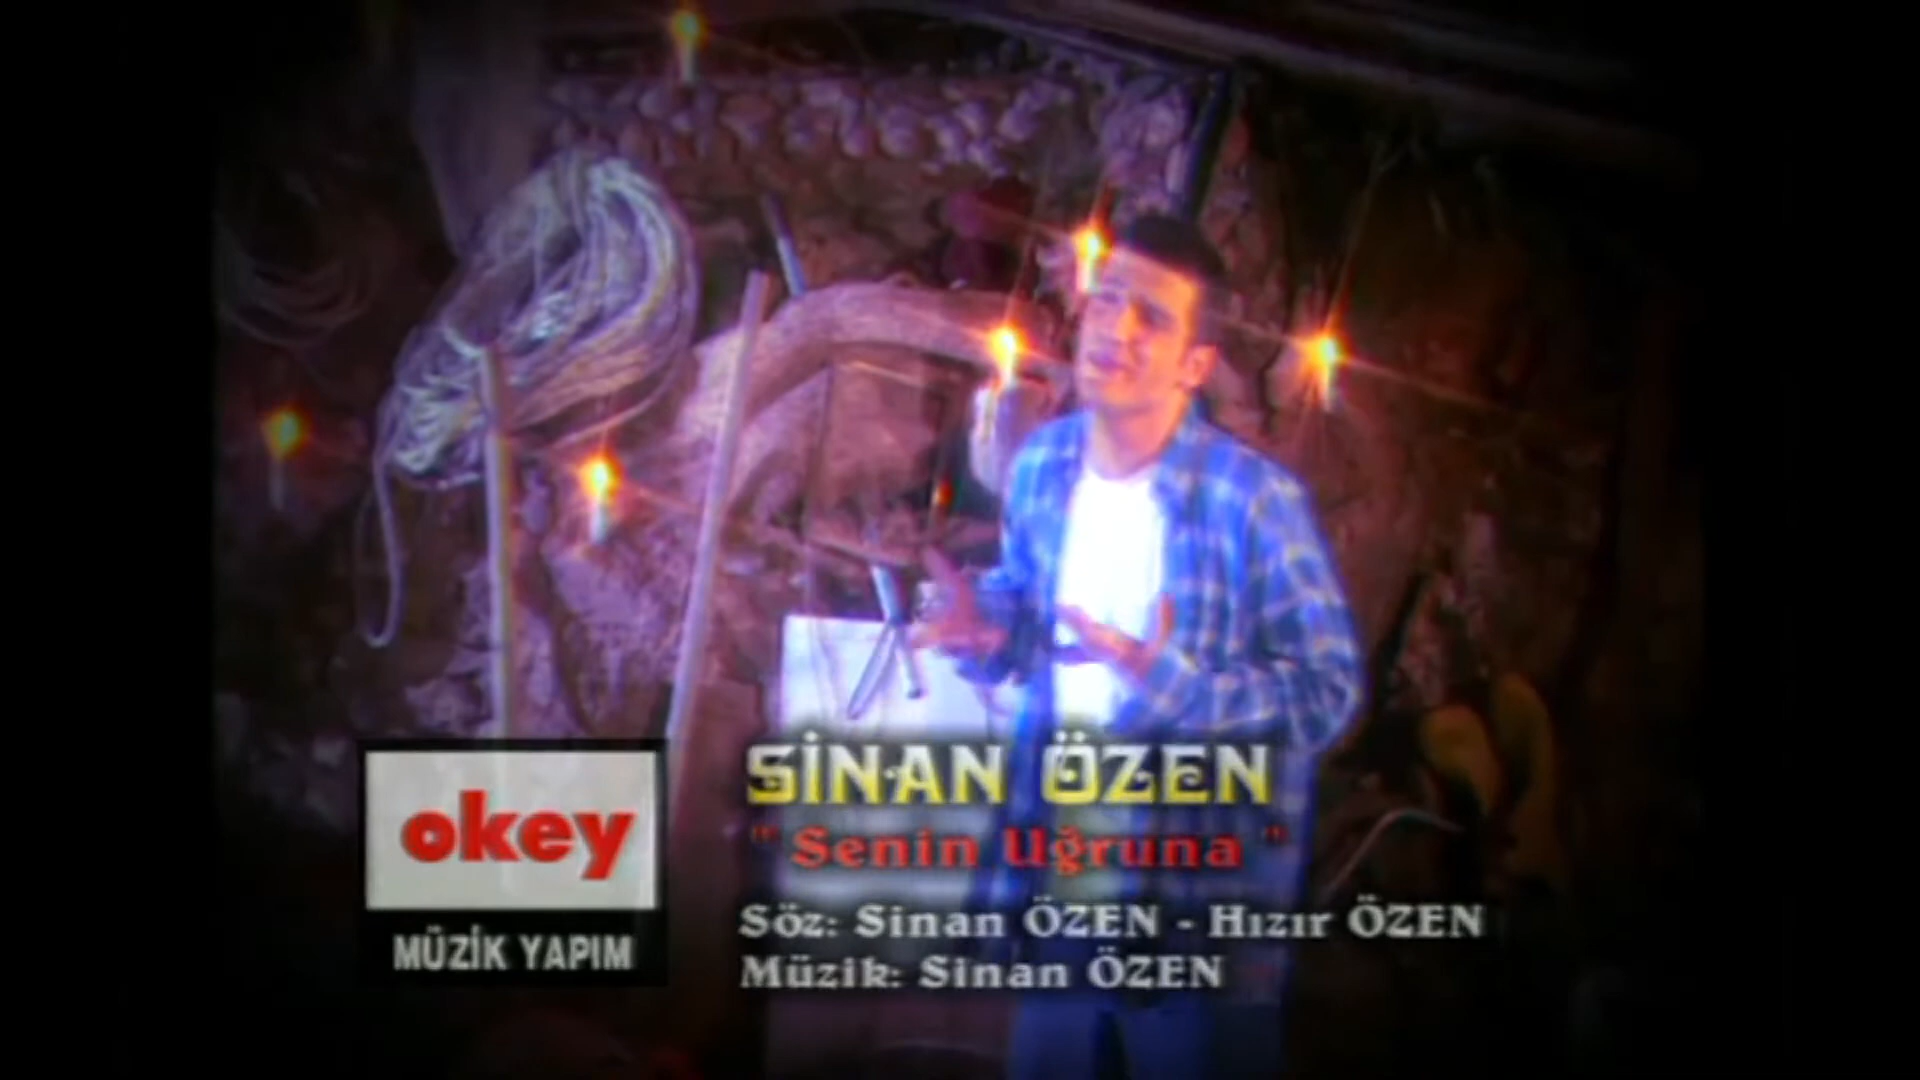 SİNAN ÖZEN
" Senin Uğruna "
Söz: Sinan ÖZEN - Hızır ÖZEN
Müzik: Sinan ÖZEN
okey
MÜZİK YAPIM